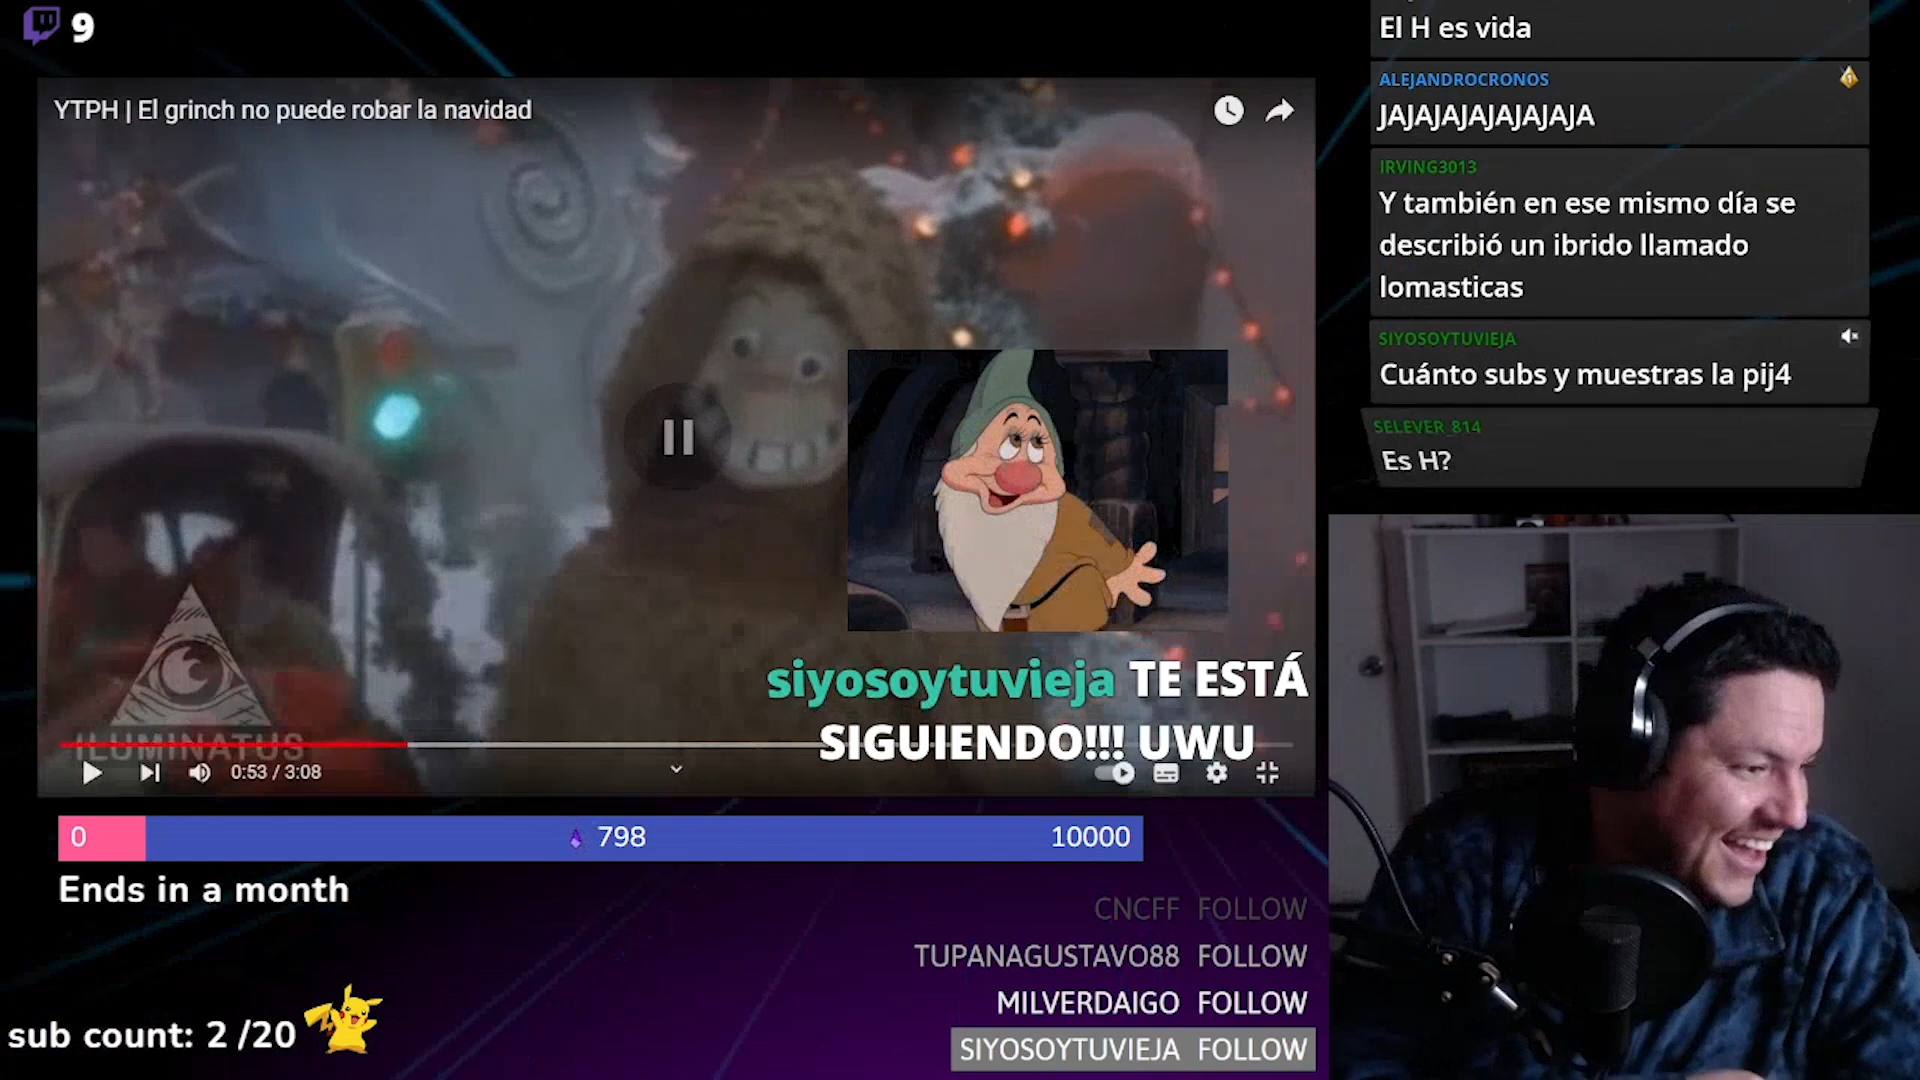 9
YTPH | El grinch no puede robar la navidad
ILUMINATUS
siyosoytuvieja TE ESTÁ
SIGUIENDO!!! UWU
0:53 / 3:08
0
798
10000
Ends in a month
sub count: 2 /20
CNCFF FOLLOW
TUPANAGUSTAVO88 FOLLOW
MILVERDAIGO FOLLOW
SIYOSOYTUVIEJA FOLLOW
El H es vida
ALEJANDROCRONOS
JAJAJAJAJAJAJAJA
IRVING3013
Y también en ese mismo día se
describió un ibrido llamado
lomasticas
SIYOSOYTUVIEJA
Cuánto subs y muestras la pij4
SELEVER_814
Es H?